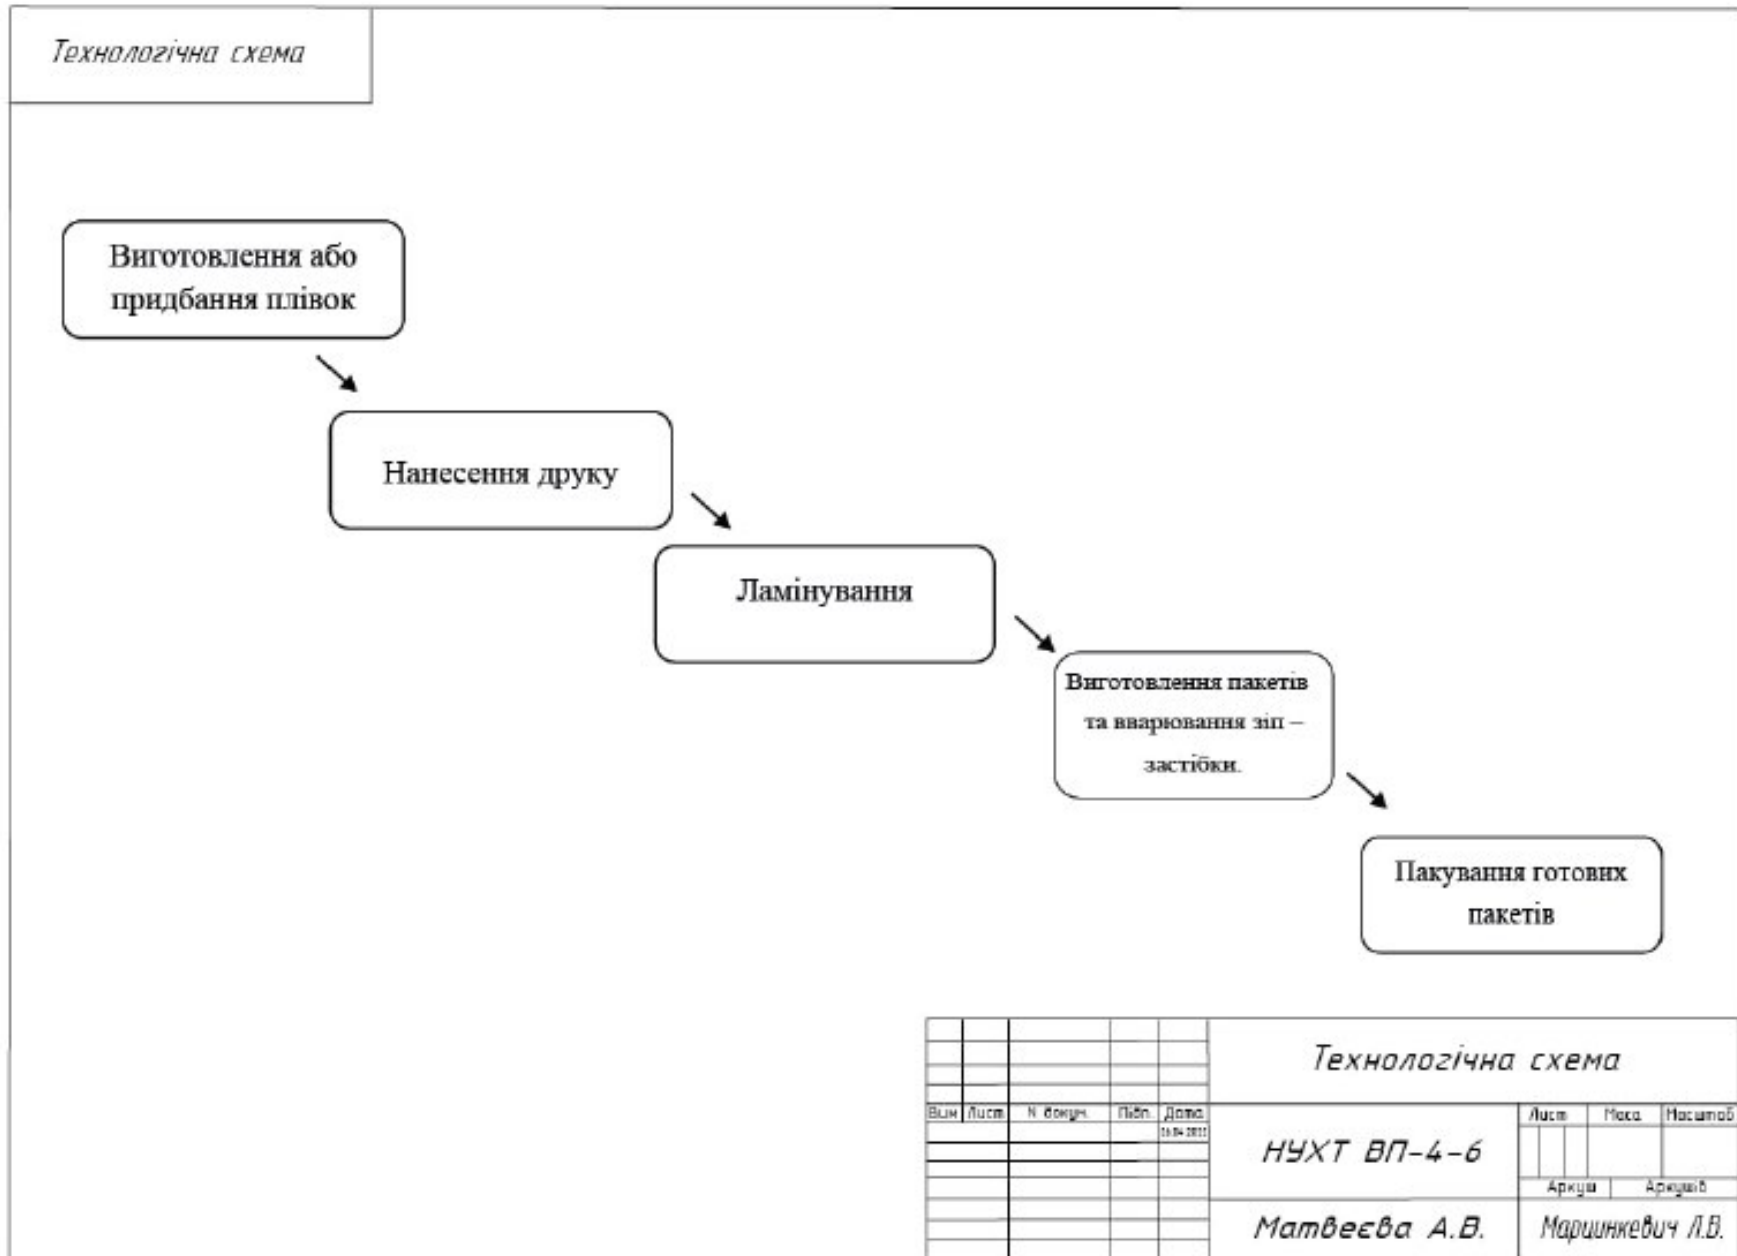 Технологічна схема
Виготовлення або
придбання плівок
Нанесення друку
Ламінування
Виготовлення пакетів
та вварювання зіп –
застібки.
Пакування готових
пакетів
Технологічна схема
Вим Лист N докум. Підп. Дата
Лист Маса Масштаб
НУХТ ВП-4-6
Аркуш Аркушів
Матвеєва А.В.
Марцинкевич Л.В.